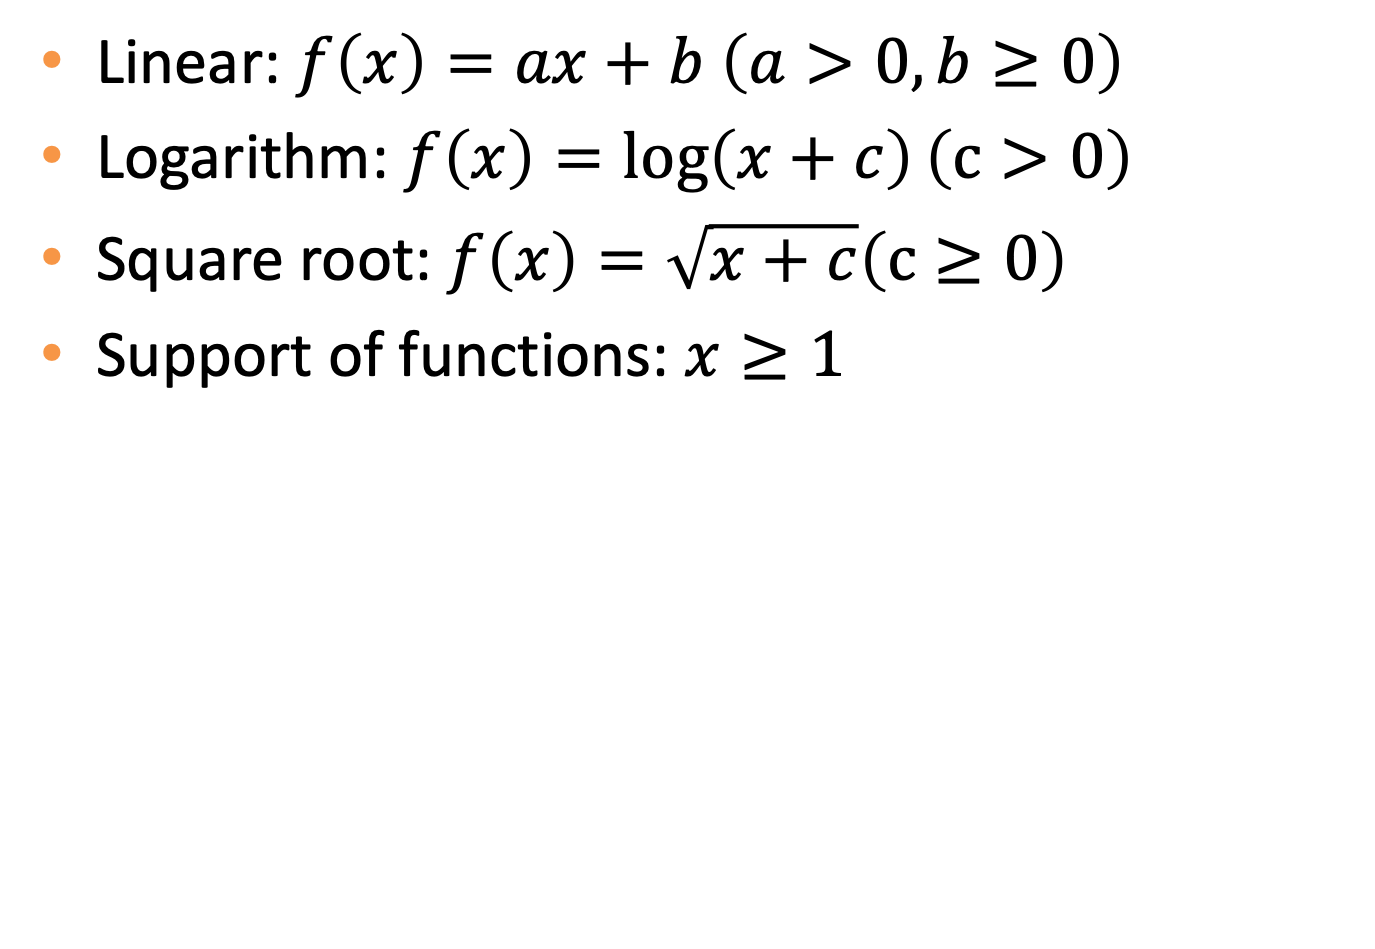 • Linear: f(x) = ax + b (a > 0, b ≥ 0)
• Logarithm: f(x) = log(x + c) (c > 0)
• Square root: f(x) = √(x + c)(c ≥ 0)
• Support of functions: x ≥ 1